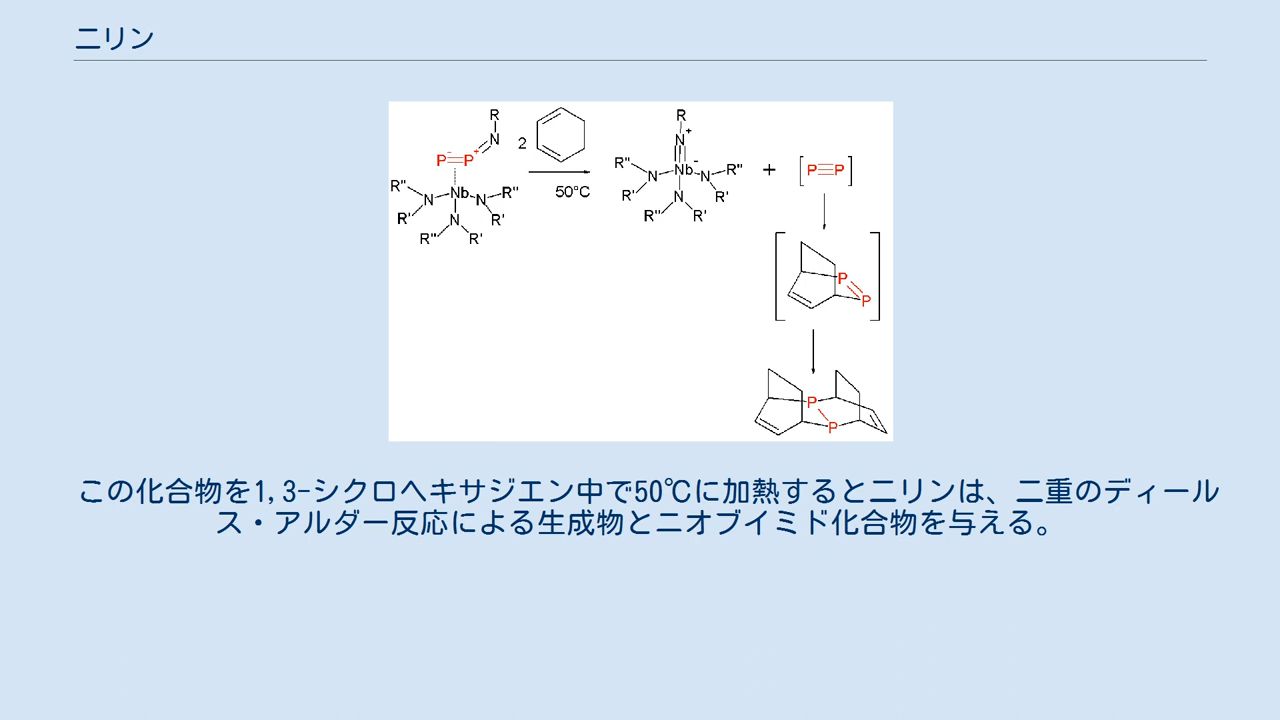 二リン
R
N
P⁻=P⁺
2
R''
N
R'
Nb
N
R''
R'
N
R''
R'
50°C
R
N⁺
R''
N
R'
Nb⁻
N
R''
R'
N
R''
R'
+
[P≡P]
P
P
P
P
この化合物を1,3-シクロヘキサジエン中で50℃に加熱すると二リンは、二重のディール
ス・アルダー反応による生成物とニオブイミド化合物を与える。